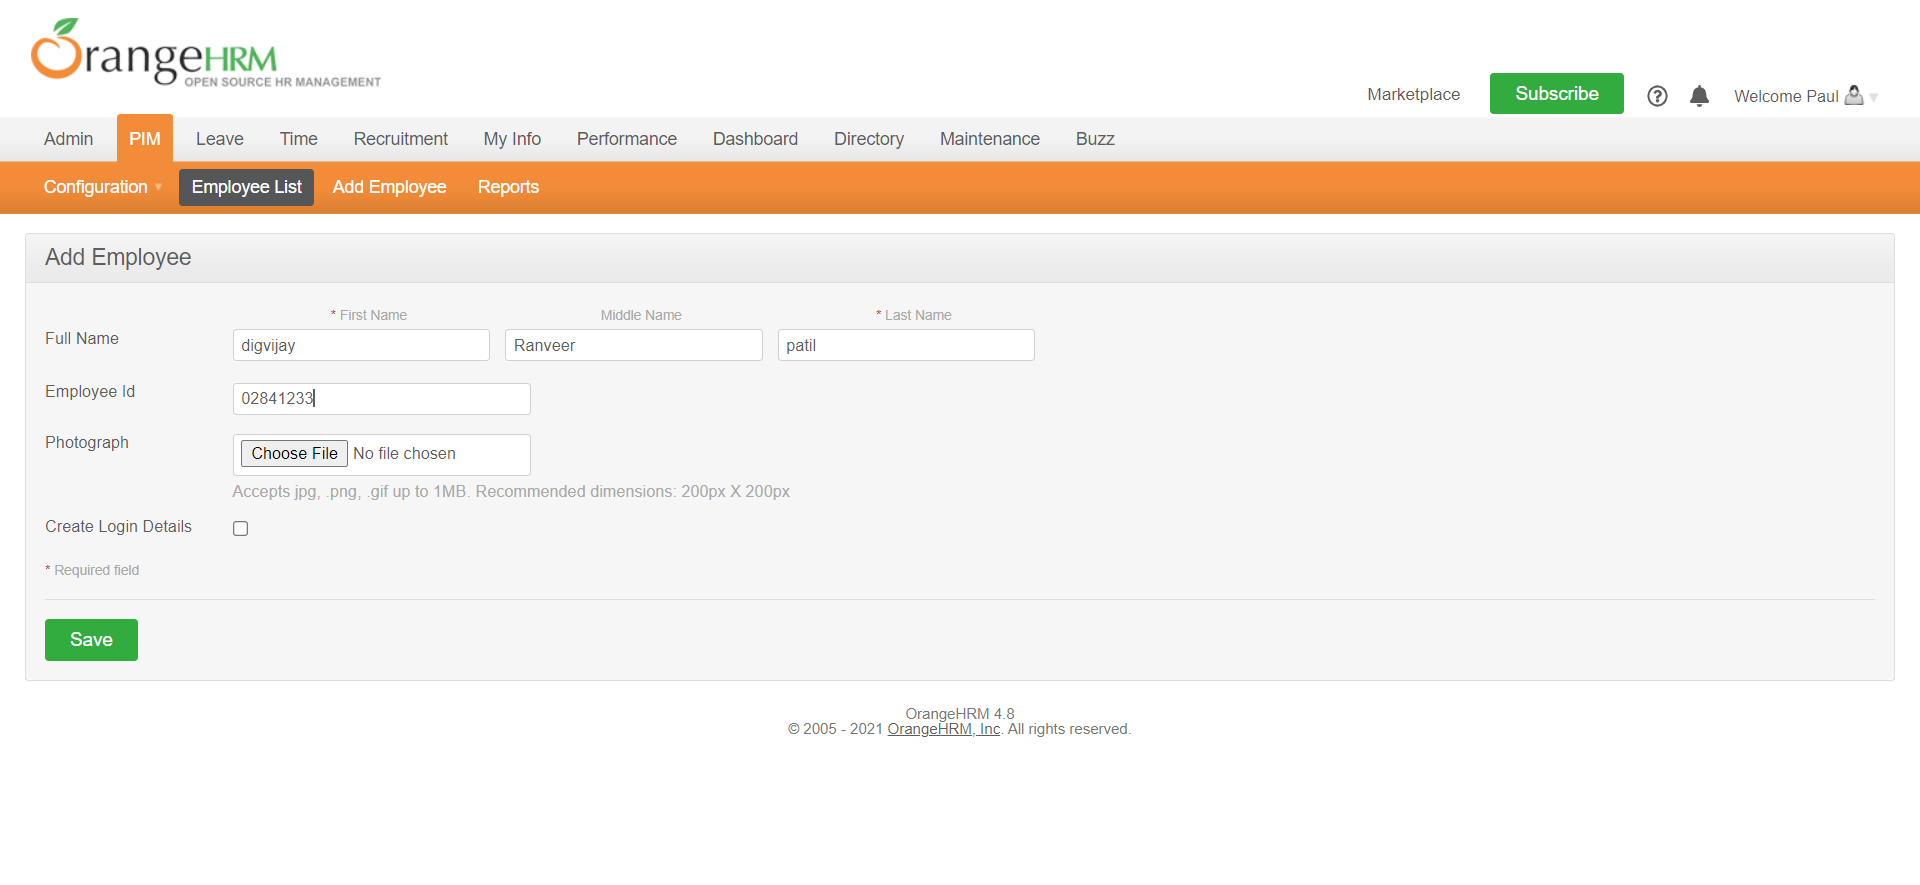 OrangeHRM
OPEN SOURCE HR MANAGEMENT
Marketplace
Subscribe
?
Welcome Paul
Admin PIM Leave Time Recruitment My Info Performance Dashboard Directory Maintenance Buzz
Configuration Employee List Add Employee Reports
Add Employee
* First Name Middle Name * Last Name
Full Name digvijay Ranveer patil
Employee Id 02841233
Photograph Choose File No file chosen
Accepts jpg, .png, .gif up to 1MB. Recommended dimensions: 200px X 200px
Create Login Details
* Required field
Save
OrangeHRM 4.8
© 2005 - 2021 OrangeHRM, Inc. All rights reserved.